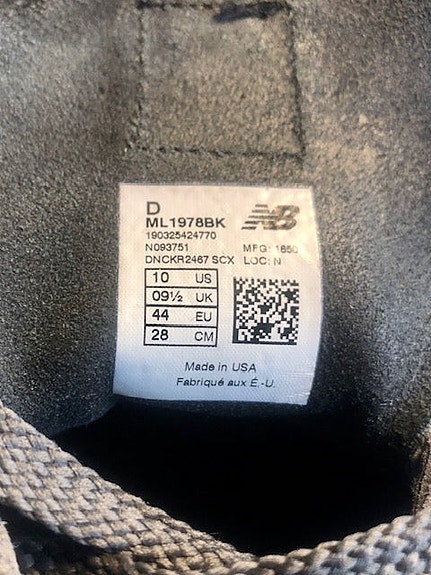 D
ML1978BK NB
190325424770
N093751 MFG: 1650
DNCKR2467 SCX LOC: N
10 US
09½ UK
44 EU
28 CM
Made in USA
Fabriqué aux É.-U.